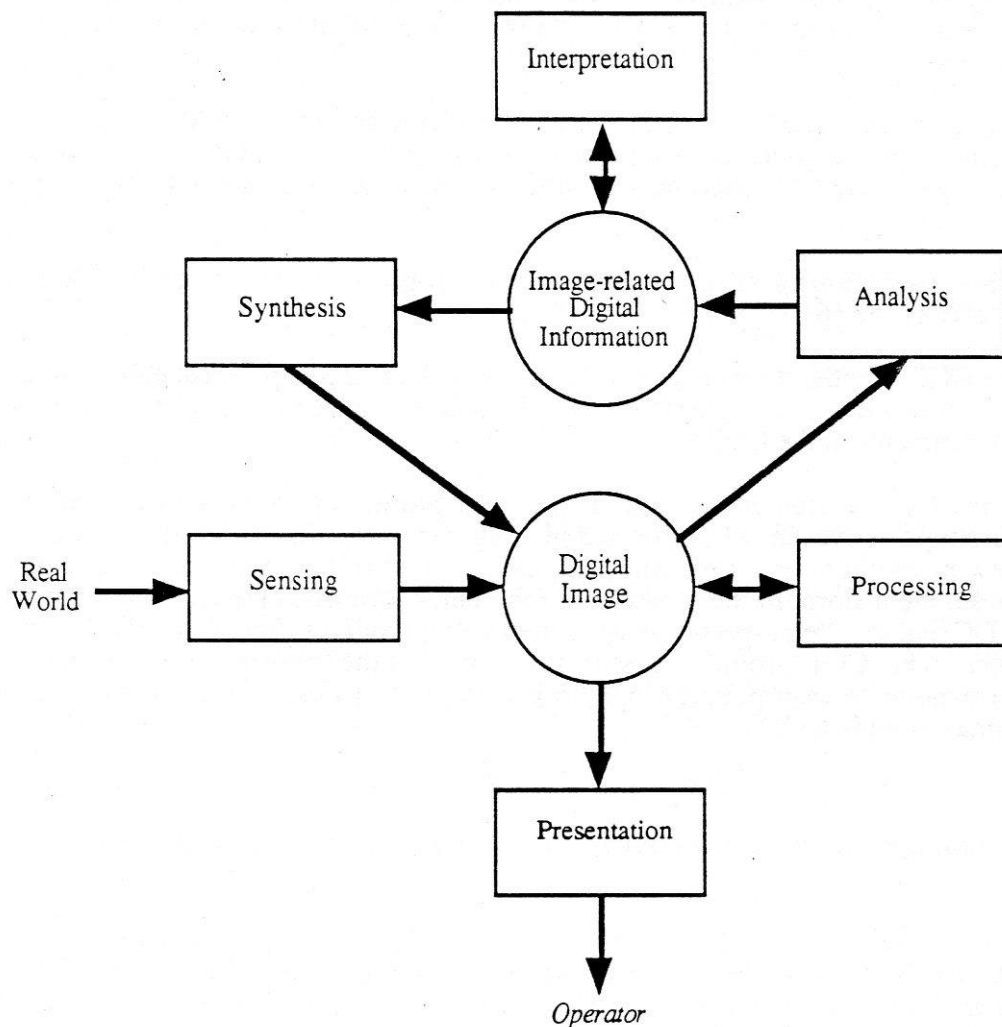 Interpretation
Synthesis
Image-related
Digital
Information
Analysis
Real
World
Sensing
Digital
Image
Processing
Presentation
Operator